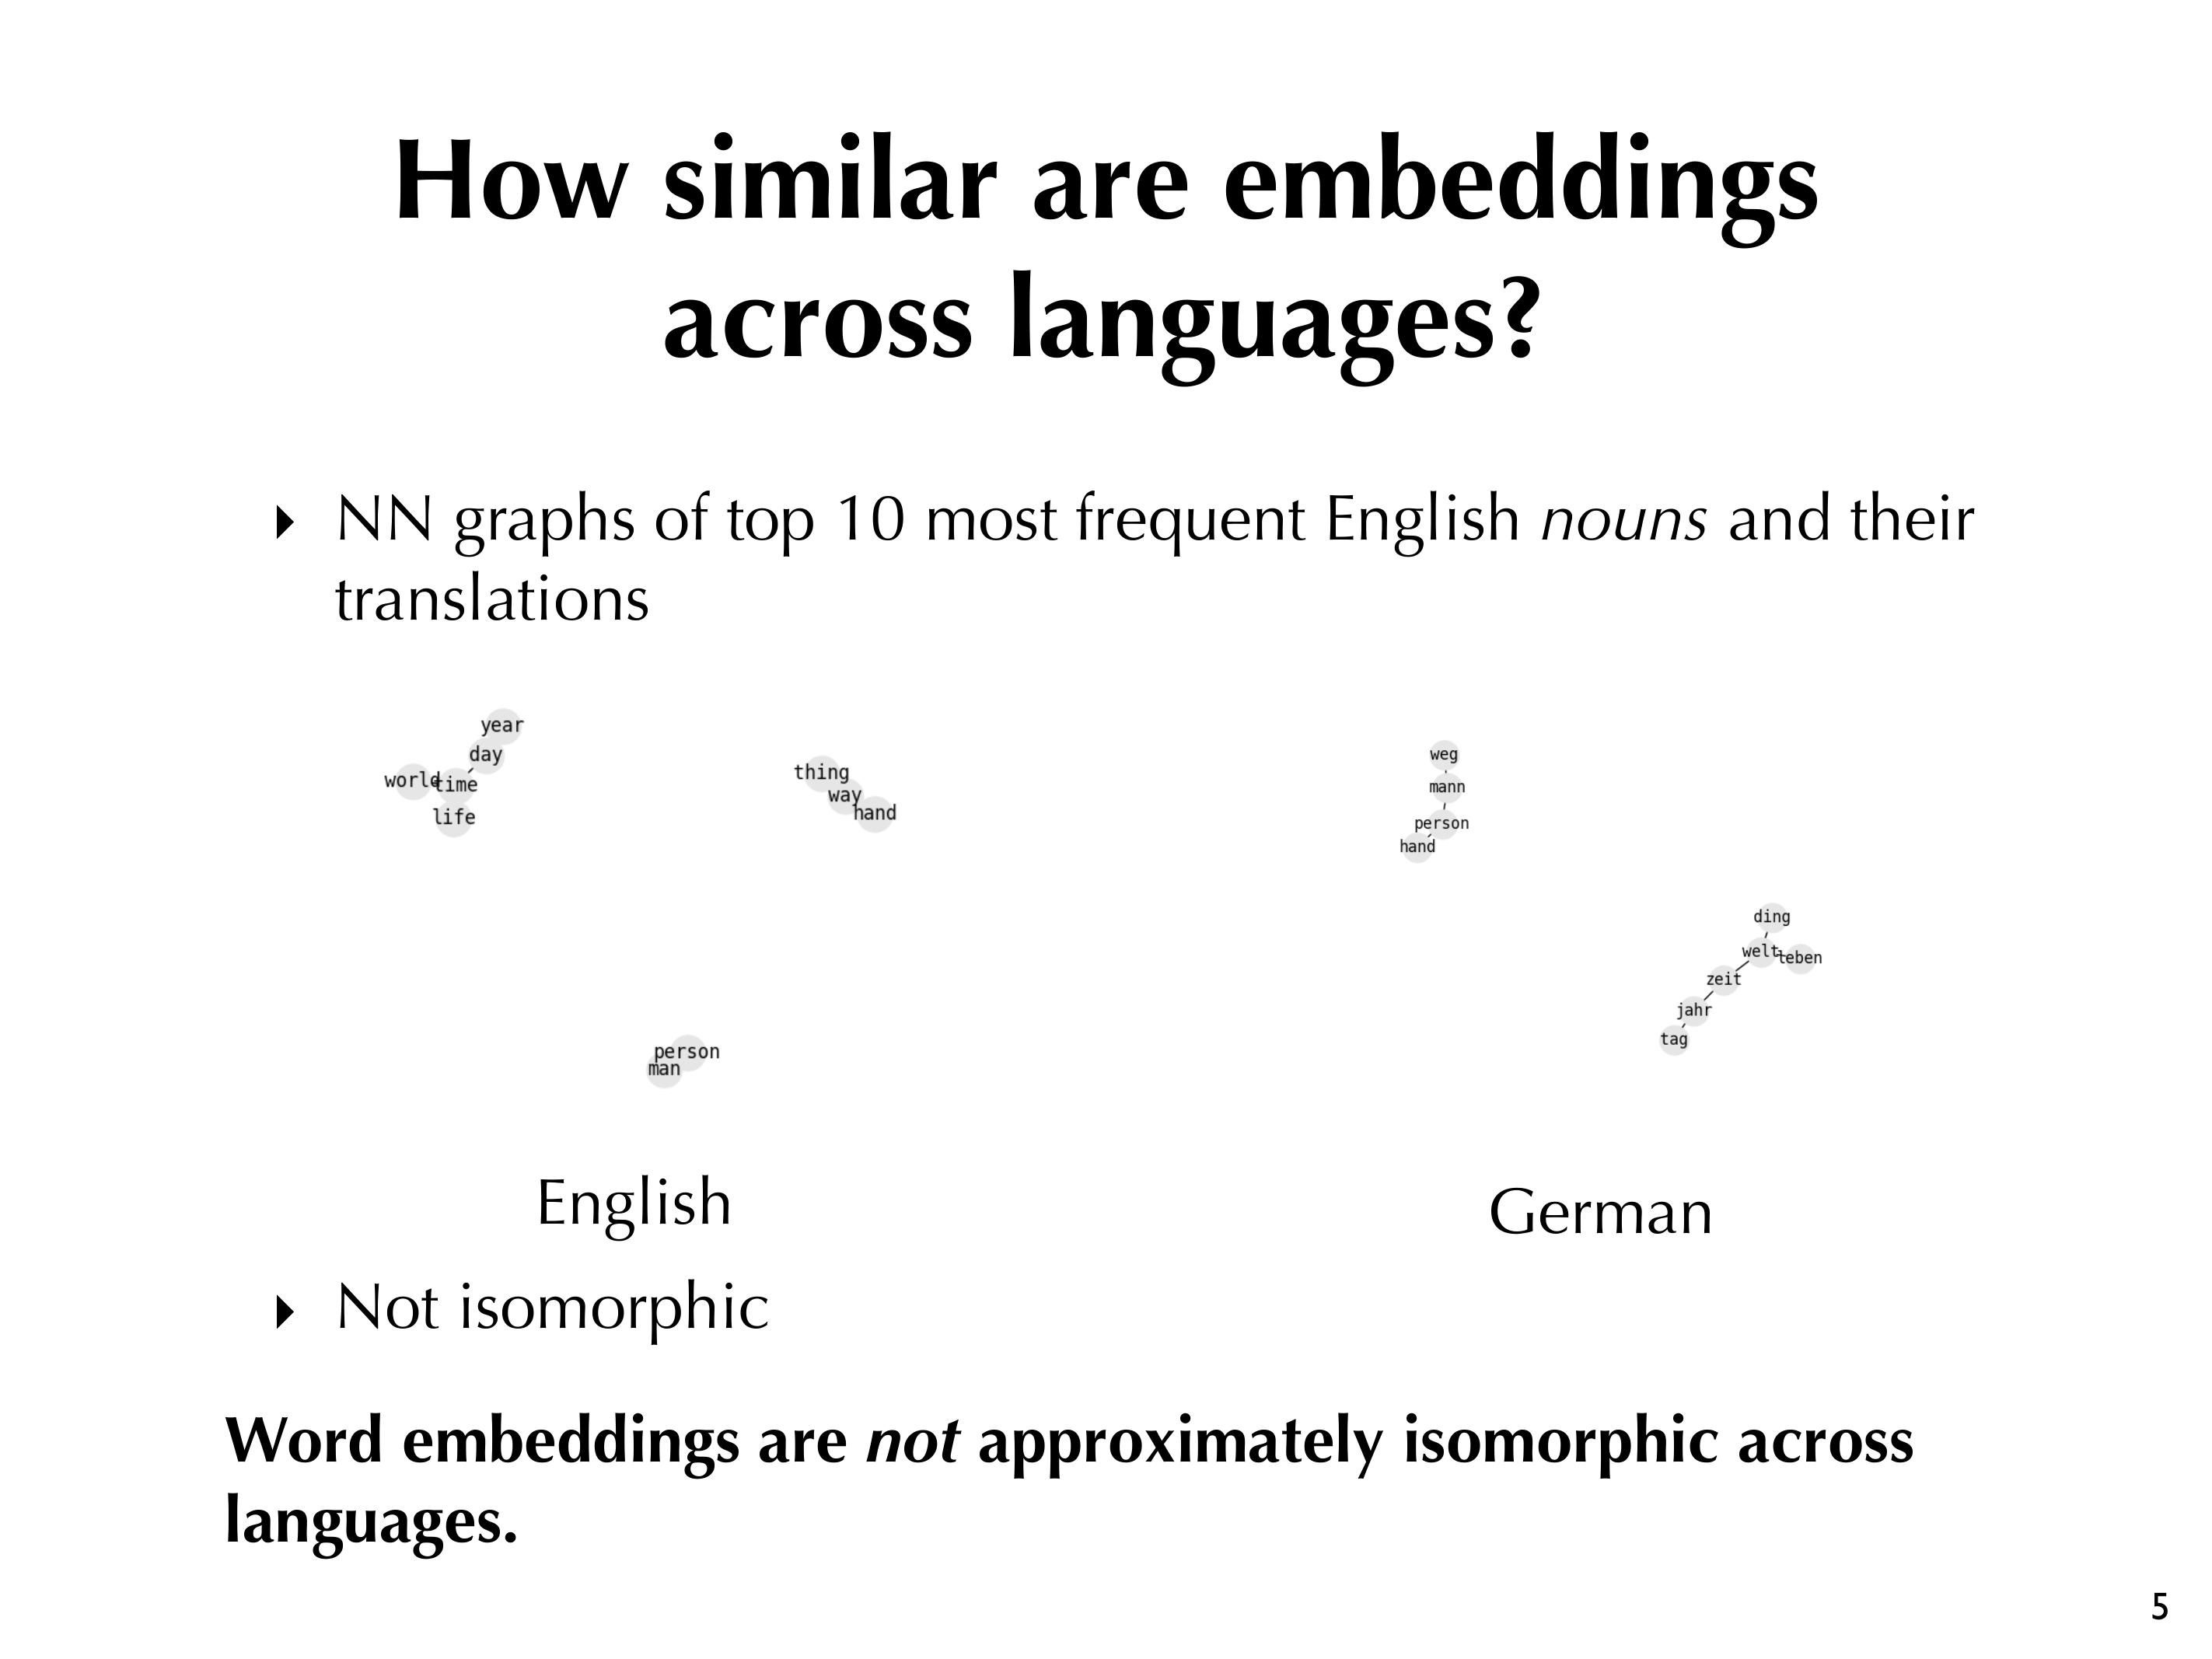 How similar are embeddings
across languages?
‣ NN graphs of top 10 most frequent English nouns and their
translations
year
day
world
time
life
thing
way
hand
person
man
English
weg
mann
person
hand
ding
welt
leben
zeit
jahr
tag
German
‣ Not isomorphic
Word embeddings are not approximately isomorphic across
languages.
5